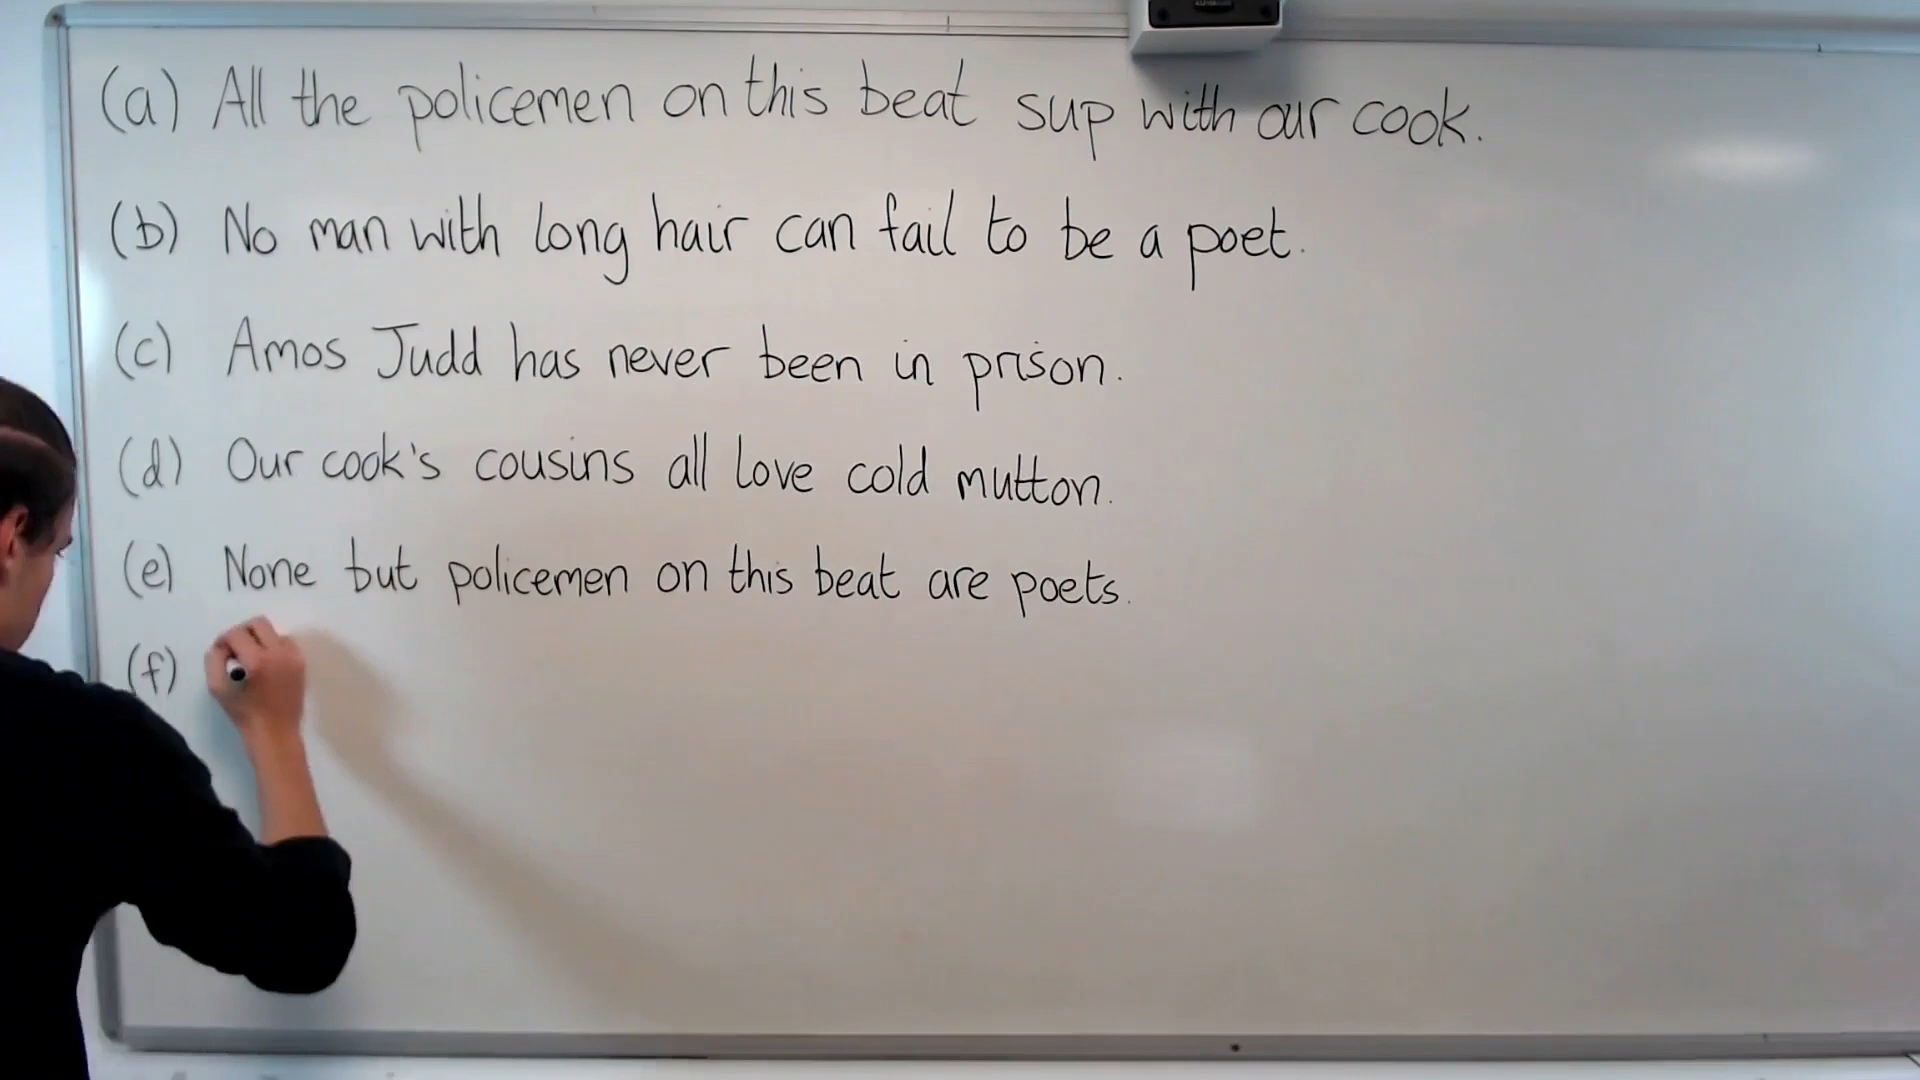 (a) All the policemen on this beat sup with our cook.
(b) No man with long hair can fail to be a poet.
(c) Amos Judd has never been in prison.
(d) Our cook's cousins all love cold mutton.
(e) None but policemen on this beat are poets.
(f)